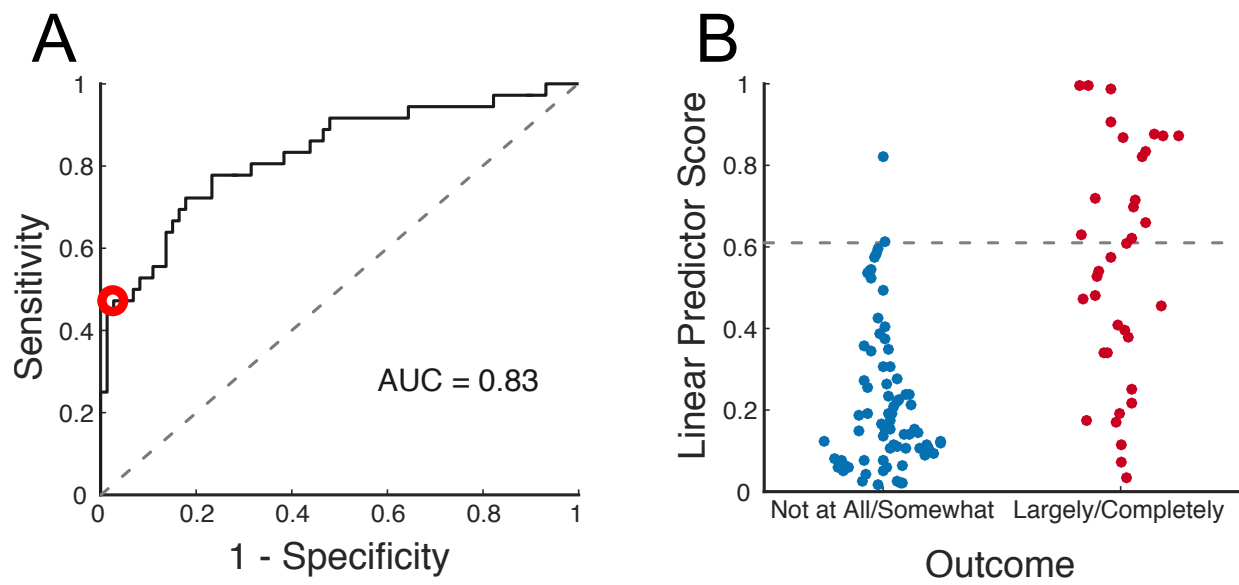 A
1
0.8
0.6
0.4
0.2
0
Sensitivity
AUC = 0.83
0 0.2 0.4 0.6 0.8 1
1 - Specificity
B
1
0.8
0.6
0.4
0.2
0
Linear Predictor Score
Not at All/Somewhat Largely/Completely
Outcome